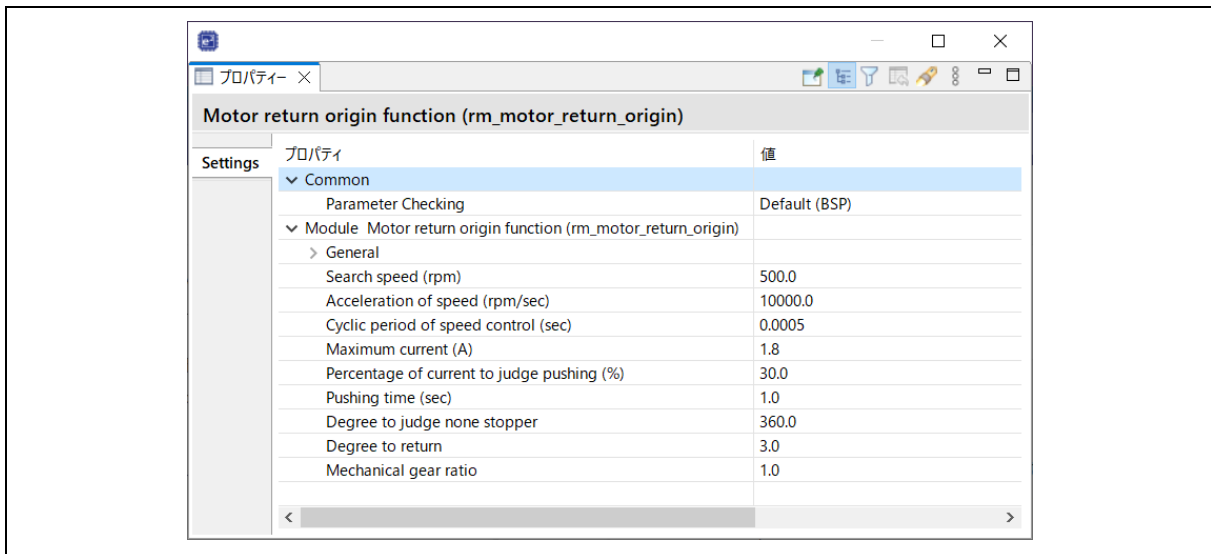 プロパティー
Motor return origin function (rm_motor_return_origin)
Settings
プロパティ 値
Common
Parameter Checking Default (BSP)
Module Motor return origin function (rm_motor_return_origin)
General
Search speed (rpm) 500.0
Acceleration of speed (rpm/sec) 10000.0
Cyclic period of speed control (sec) 0.0005
Maximum current (A) 1.8
Percentage of current to judge pushing (%) 30.0
Pushing time (sec) 1.0
Degree to judge none stopper 360.0
Degree to return 3.0
Mechanical gear ratio 1.0